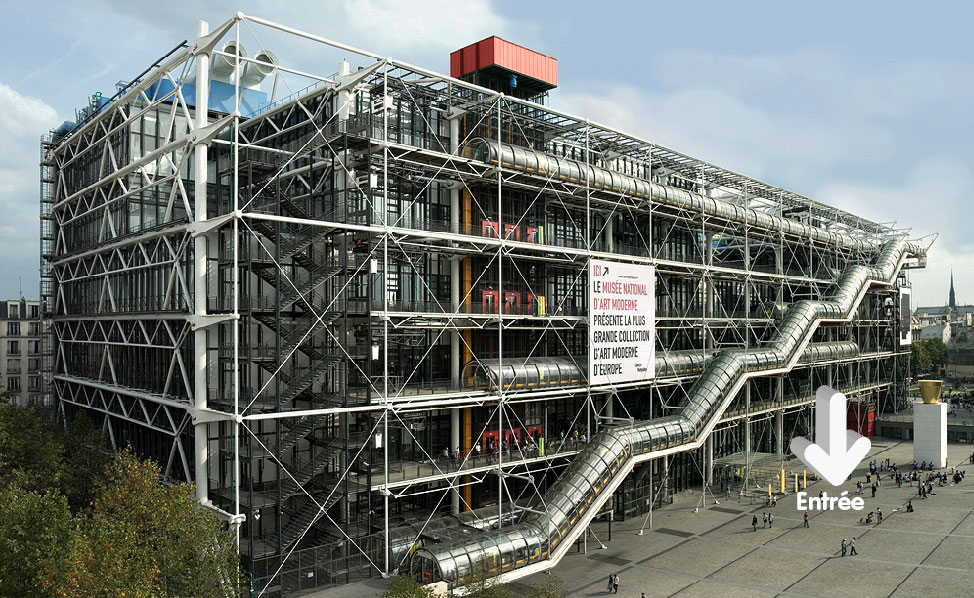 ICI
LE MUSÉE NATIONAL
D'ART MODERNE
PRÉSENTE LA PLUS
GRANDE COLLECTION
D'ART MODERNE
D'EUROPE
Entrée